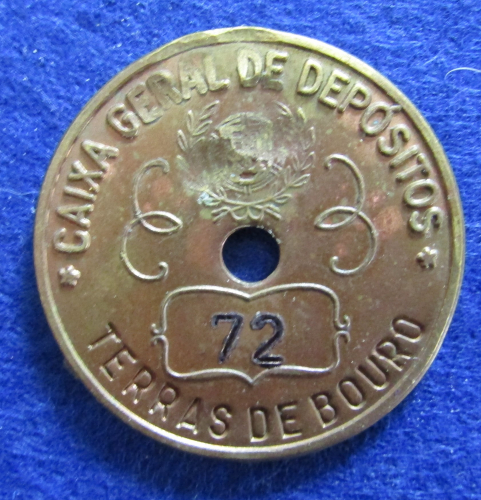 * CAIXA GERAL DE DEPÓSITOS *
72
TERRAS DE BOURO